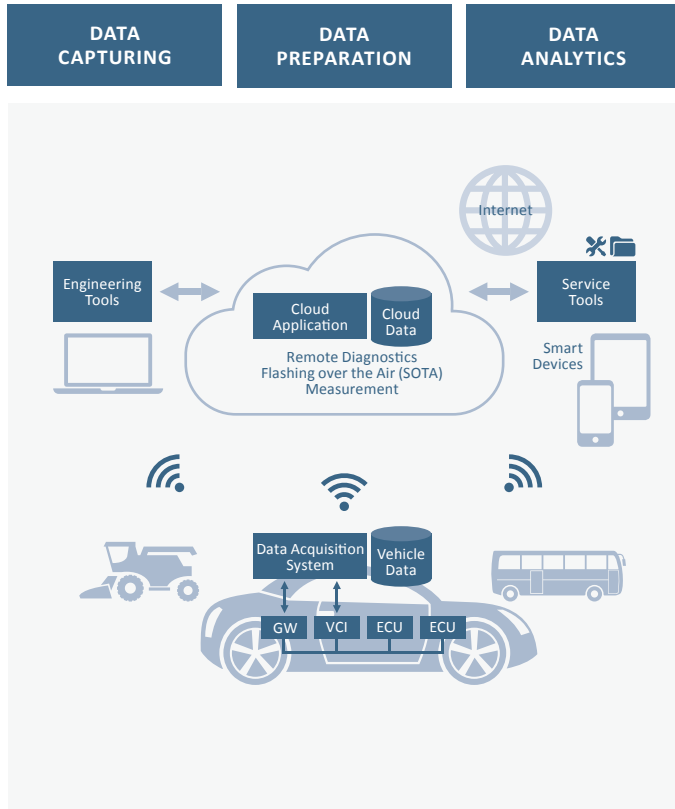 DATA
CAPTURING
DATA
PREPARATION
DATA
ANALYTICS
Internet
Engineering
Tools
Cloud
Application
Cloud
Data
Service
Tools
Remote Diagnostics
Flashing over the Air (SOTA)
Measurement
Smart
Devices
Data Acquisition
System
Vehicle
Data
GW
VCI
ECU
ECU